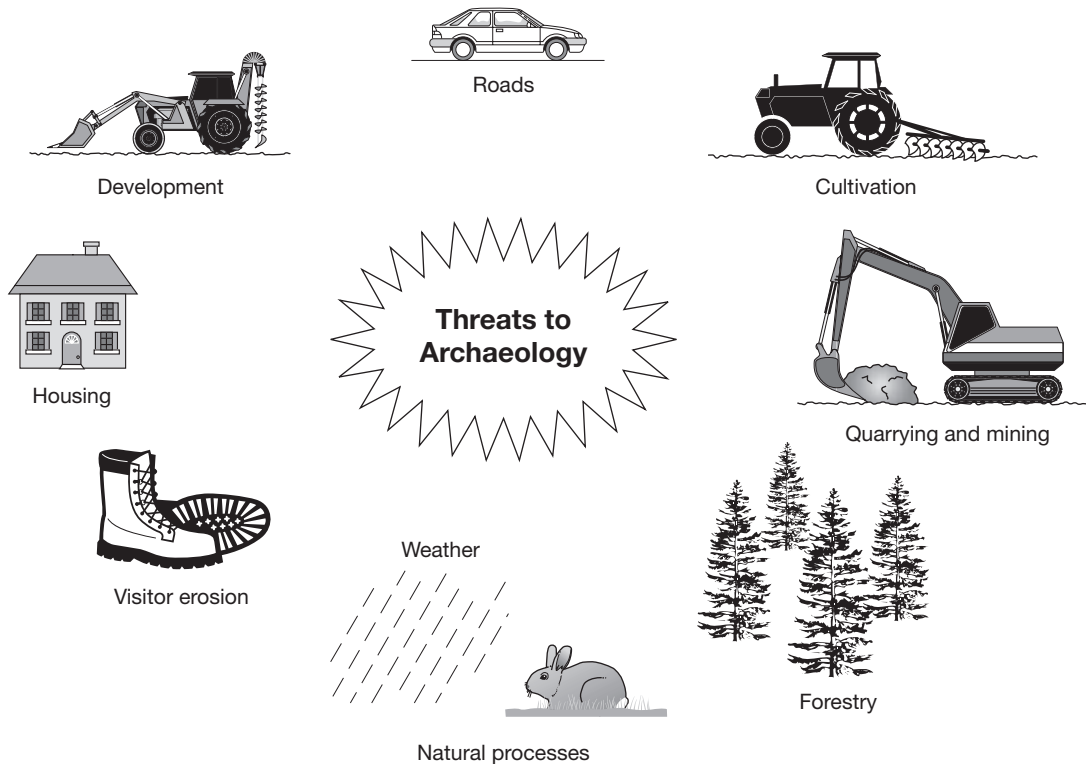 Roads
Development
Cultivation
Threats to
Archaeology
Housing
Quarrying and mining
Visitor erosion
Weather
Forestry
Natural processes